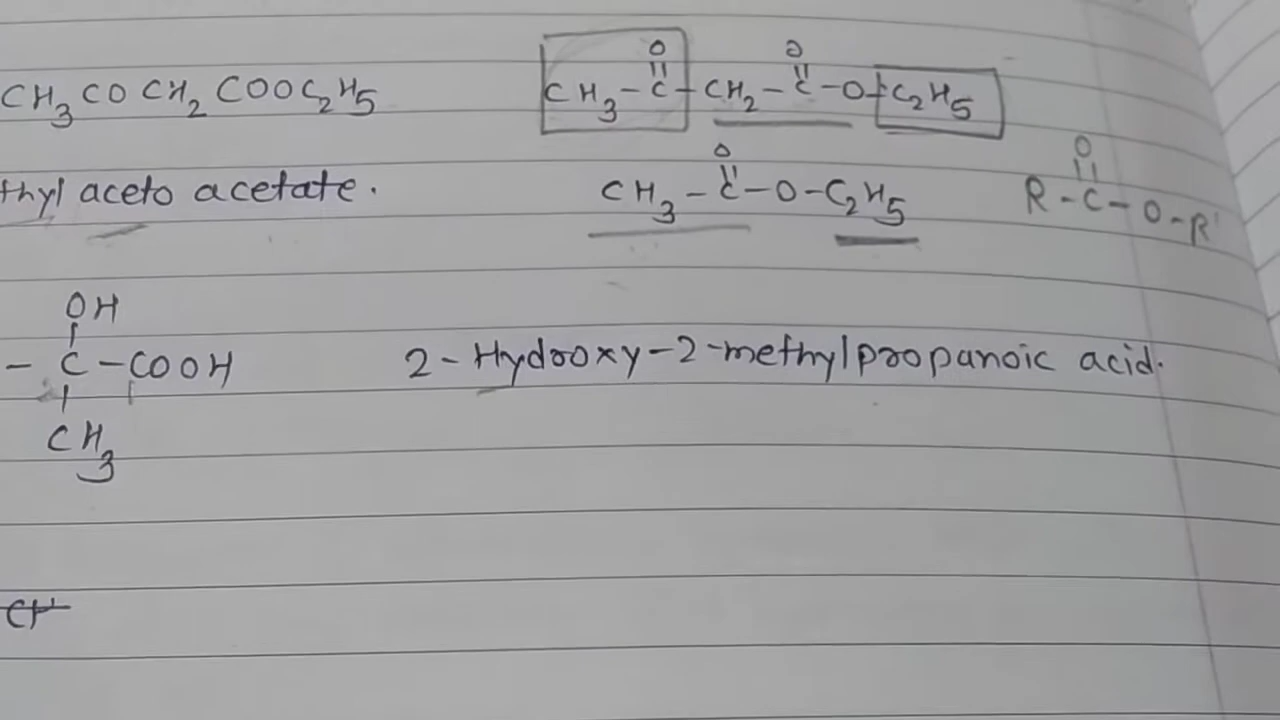 CH₃COCH₂COOC₂H₅ CH₃-C(=O)-CH₂-C(=O)-O-C₂H₅
thyl aceto acetate. CH₃-C(=O)-O-C₂H₅ R-C(=O)-O-R'
OH
-C-COOH 2-Hydroxy-2-methylpropanoic acid.
CH₃